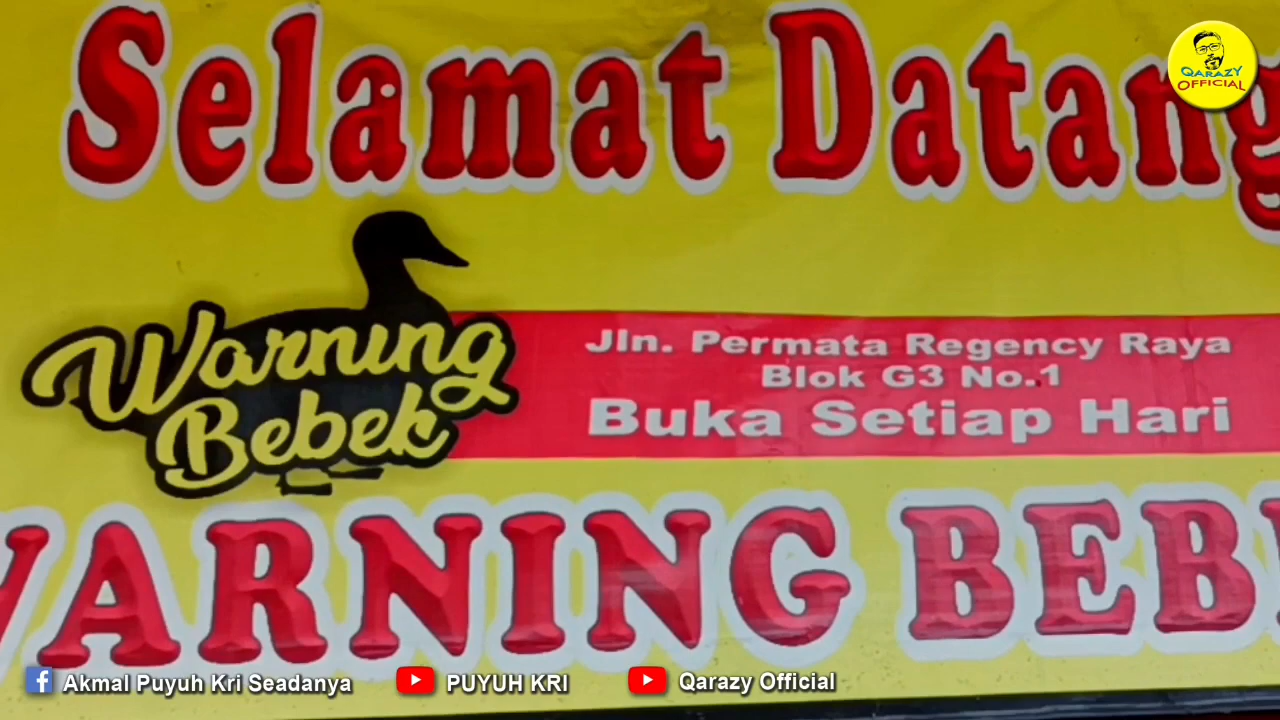 Selamat Datang
QARAZY
OFFICIAL
Warning
Bebek
Jln. Permata Regency Raya
Blok G3 No.1
Buka Setiap Hari
WARNING BEBE
Akmal Puyuh Kri Seadanya
PUYUH KRI
Qarazy Official